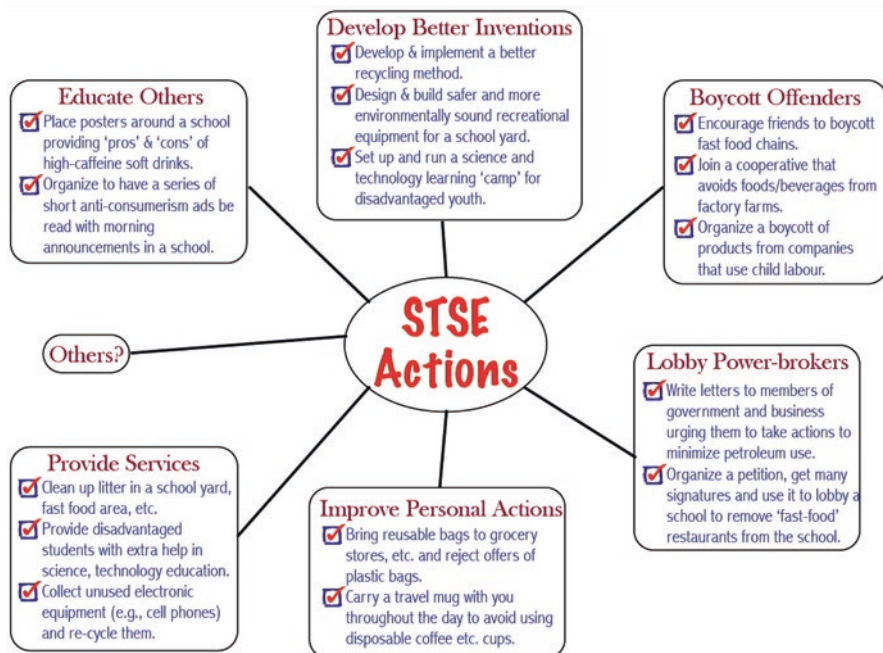 Develop Better Inventions
Develop & implement a better
recycling method.
Design & build safer and more
environmentally sound recreational
equipment for a school yard.
Set up and run a science and
technology learning 'camp' for
disadvantaged youth.
Educate Others
Place posters around a school
providing 'pros' & 'cons' of
high-caffeine soft drinks.
Organize to have a series of
short anti-consumerism ads be
read with morning
announcements in a school.
Boycott Offenders
Encourage friends to boycott
fast food chains.
Join a cooperative that
avoids foods/beverages from
factory farms.
Organize a boycott of
products from companies
that use child labour.
STSE
Actions
Others?
Lobby Power-brokers
Write letters to members of
government and business
urging them to take actions to
minimize petroleum use.
Organize a petition, get many
signatures and use it to lobby a
school to remove 'fast-food'
restaurants from the school.
Provide Services
Clean up litter in a school yard,
fast food area, etc.
Provide disadvantaged
students with extra help in
science, technology education.
Collect unused electronic
equipment (e.g., cell phones)
and re-cycle them.
Improve Personal Actions
Bring reusable bags to grocery
stores, etc. and reject offers of
plastic bags.
Carry a travel mug with you
throughout the day to avoid using
disposable coffee etc. cups.